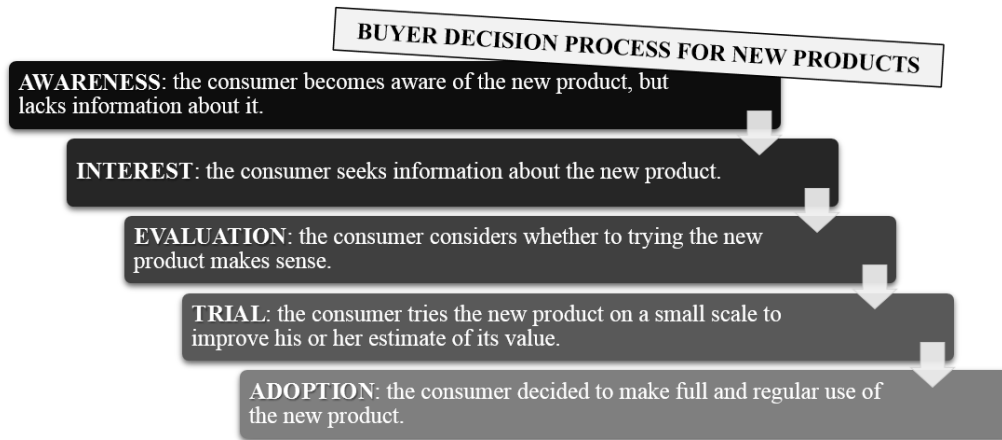 BUYER DECISION PROCESS FOR NEW PRODUCTS
AWARENESS: the consumer becomes aware of the new product, but
lacks information about it.
INTEREST: the consumer seeks information about the new product.
EVALUATION: the consumer considers whether to trying the new
product makes sense.
TRIAL: the consumer tries the new product on a small scale to
improve his or her estimate of its value.
ADOPTION: the consumer decided to make full and regular use of
the new product.